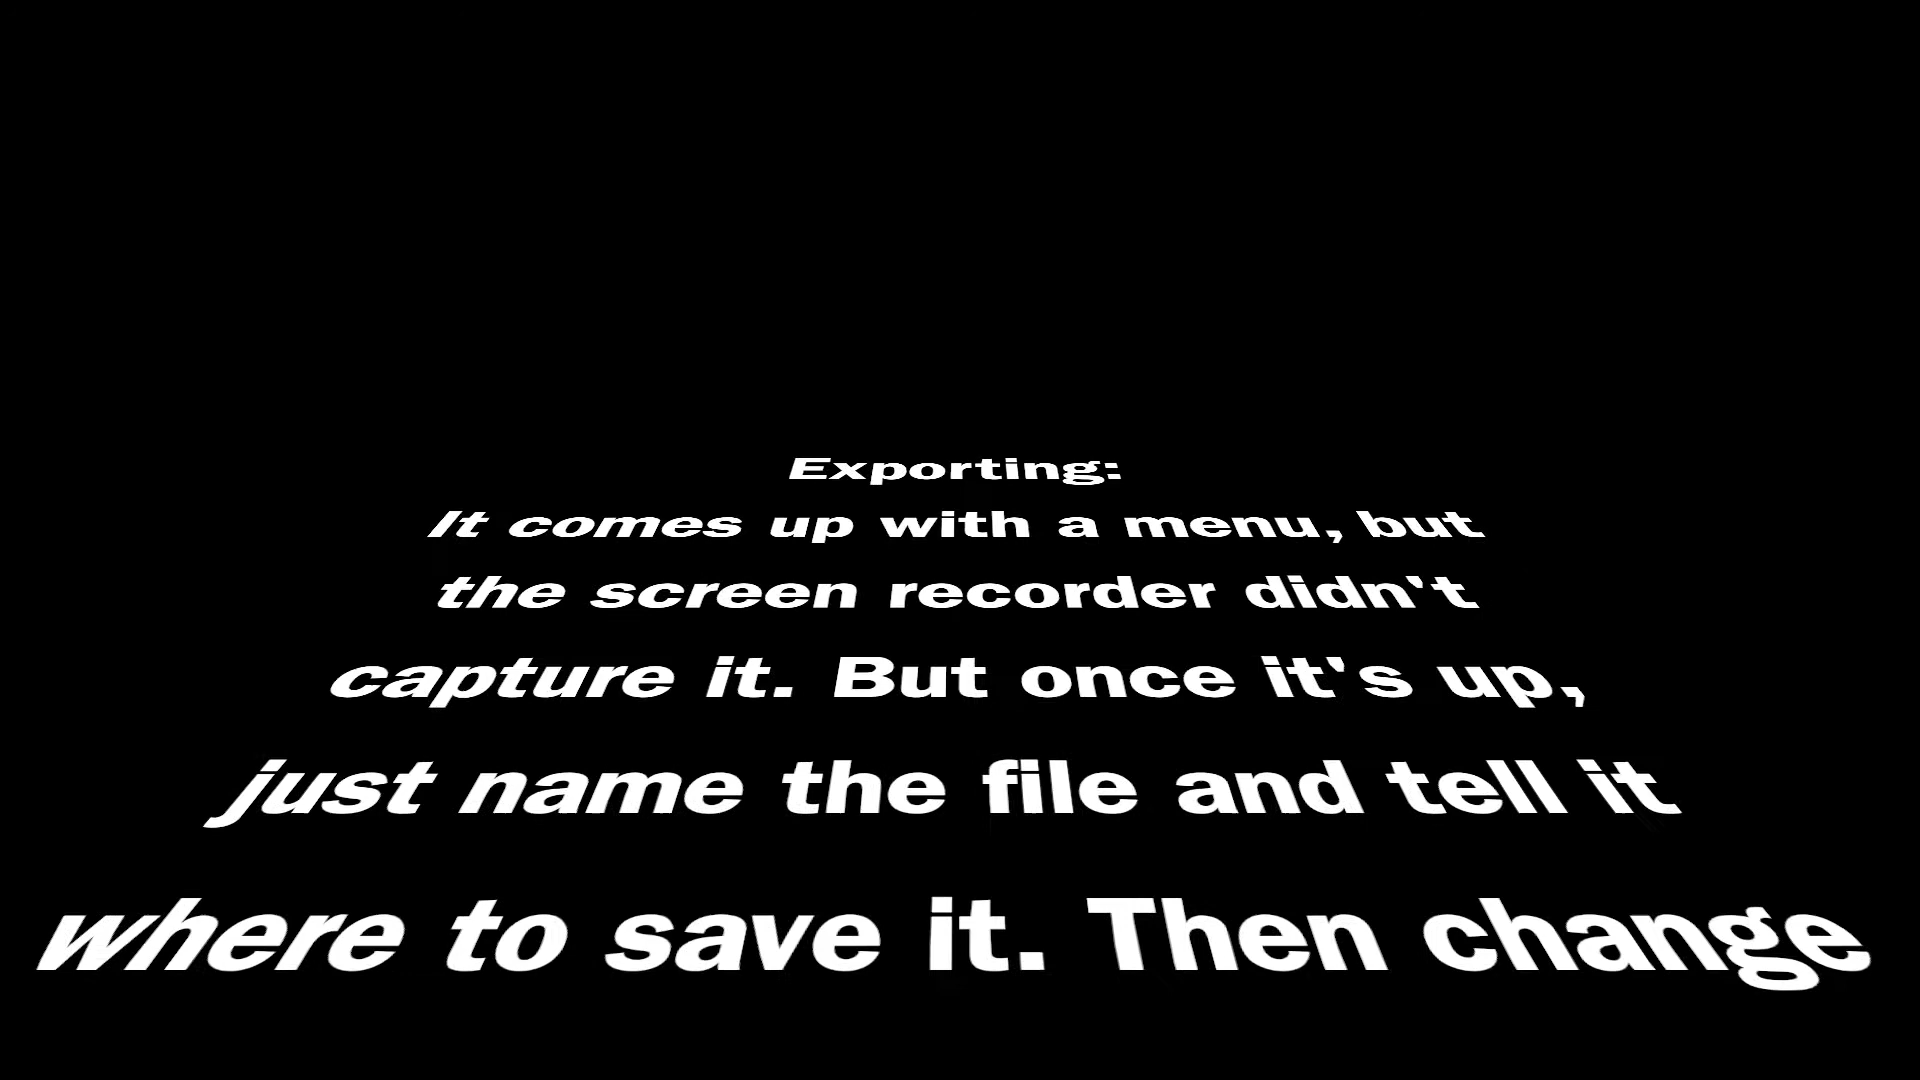 Exporting:
It comes up with a menu, but
the screen recorder didn't
capture it. But once it's up,
just name the file and tell it
where to save it. Then change